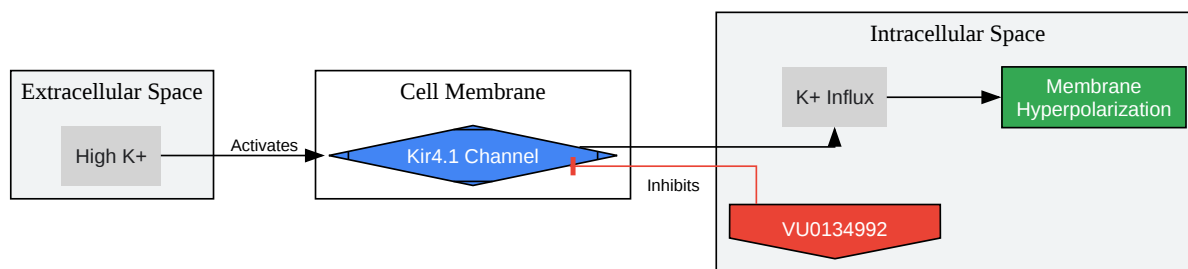 Extracellular Space
High K+
Activates
Cell Membrane
Kir4.1 Channel
Inhibits
Intracellular Space
K+ Influx
Membrane
Hyperpolarization
VU0134992